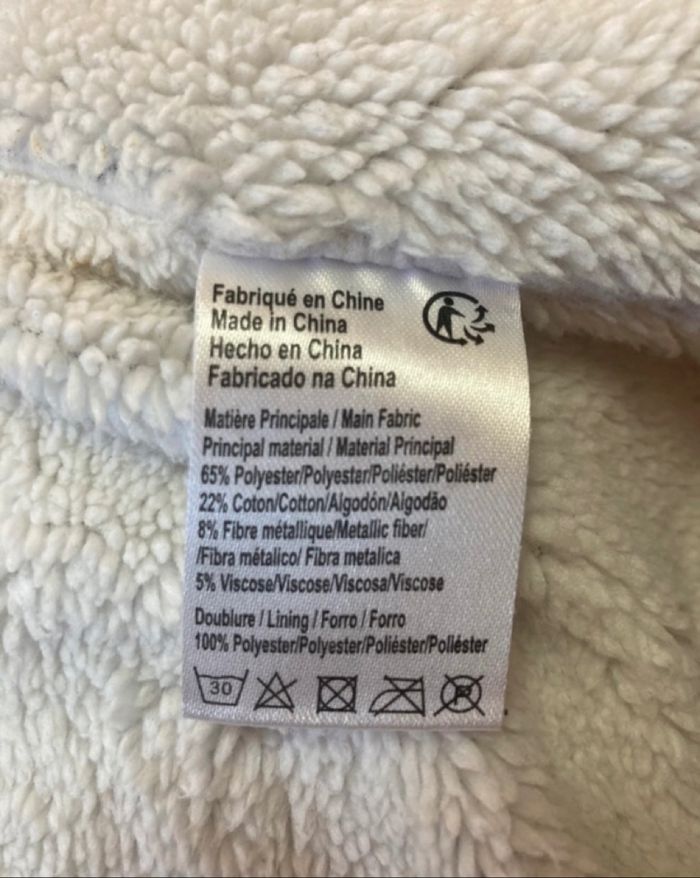 Fabriqué en Chine
Made in China
Hecho en China
Fabricado na China
Matière Principale / Main Fabric
Principal material / Material Principal
65% Polyester/Polyester/Poliéster/Poliéster
22% Coton/Cotton/Algodón/Algodão
8% Fibre métallique/Metallic fiber/
/Fibra métalico/ Fibra metalica
5% Viscose/Viscose/Viscosa/Viscose
Doublure / Lining / Forro / Forro
100% Polyester/Polyester/Poliéster/Poliéster
30 P